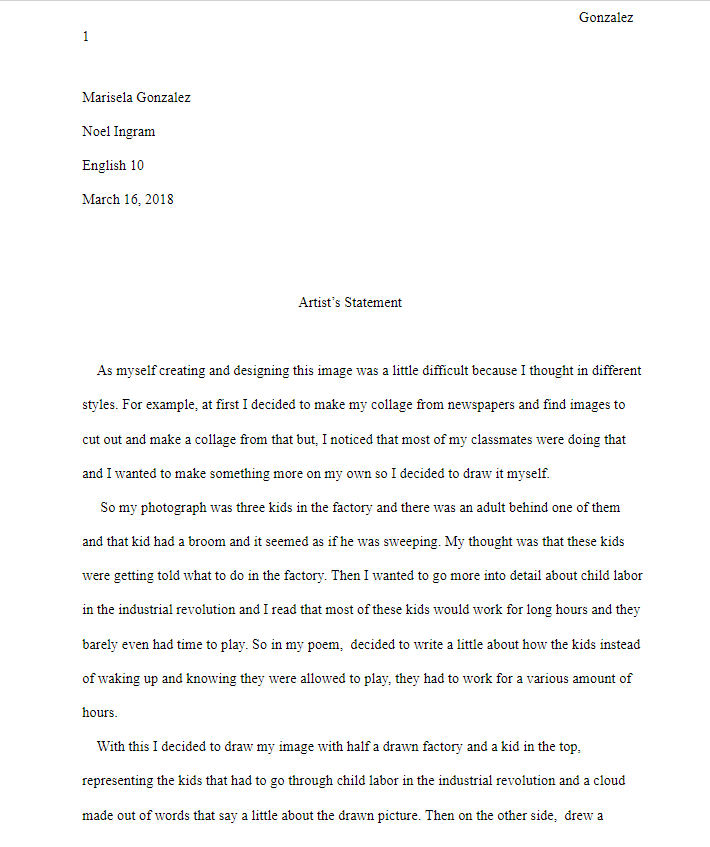 Gonzalez
1
Marisela Gonzalez
Noel Ingram
English 10
March 16, 2018
Artist’s Statement
As myself creating and designing this image was a little difficult because I thought in different
styles. For example, at first I decided to make my collage from newspapers and find images to
cut out and make a collage from that but, I noticed that most of my classmates were doing that
and I wanted to make something more on my own so I decided to draw it myself.
So my photograph was three kids in the factory and there was an adult behind one of them
and that kid had a broom and it seemed as if he was sweeping. My thought was that these kids
were getting told what to do in the factory. Then I wanted to go more into detail about child labor
in the industrial revolution and I read that most of these kids would work for long hours and they
barely even had time to play. So in my poem,  decided to write a little about how the kids instead
of waking up and knowing they were allowed to play, they had to work for a various amount of
hours.
With this I decided to draw my image with half a drawn factory and a kid in the top,
representing the kids that had to go through child labor in the industrial revolution and a cloud
made out of words that say a little about the drawn picture. Then on the other side,  drew a